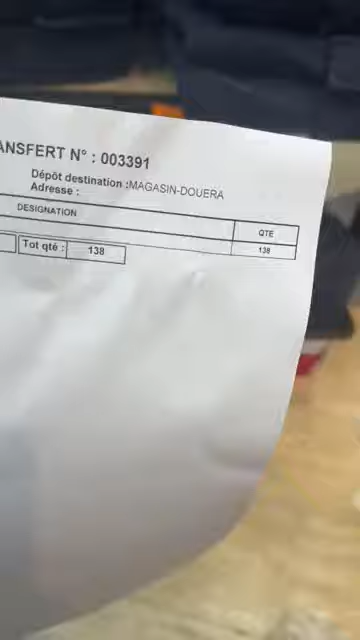 ANSFERT N° : 003391
Dépôt destination :MAGASIN-DOUERA
Adresse :
DESIGNATION QTE
138
Tot qté : 138